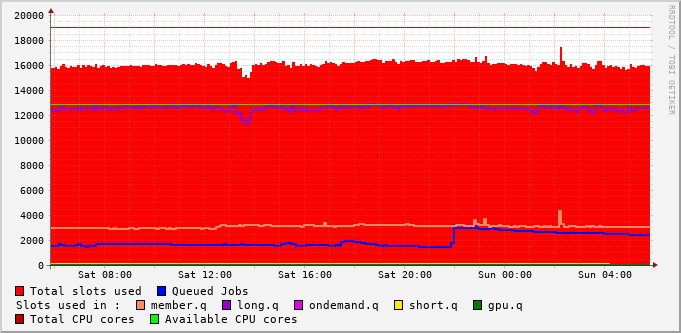 20000
18000
16000
14000
12000
10000
8000
6000
4000
2000
0
Sat 08:00 Sat 12:00 Sat 16:00 Sat 20:00 Sun 00:00 Sun 04:00
RRDTOOL / TOBI OETIKER
Total slots used Queued Jobs
Slots used in : member.q long.q ondemand.q short.q gpu.q
Total CPU cores Available CPU cores